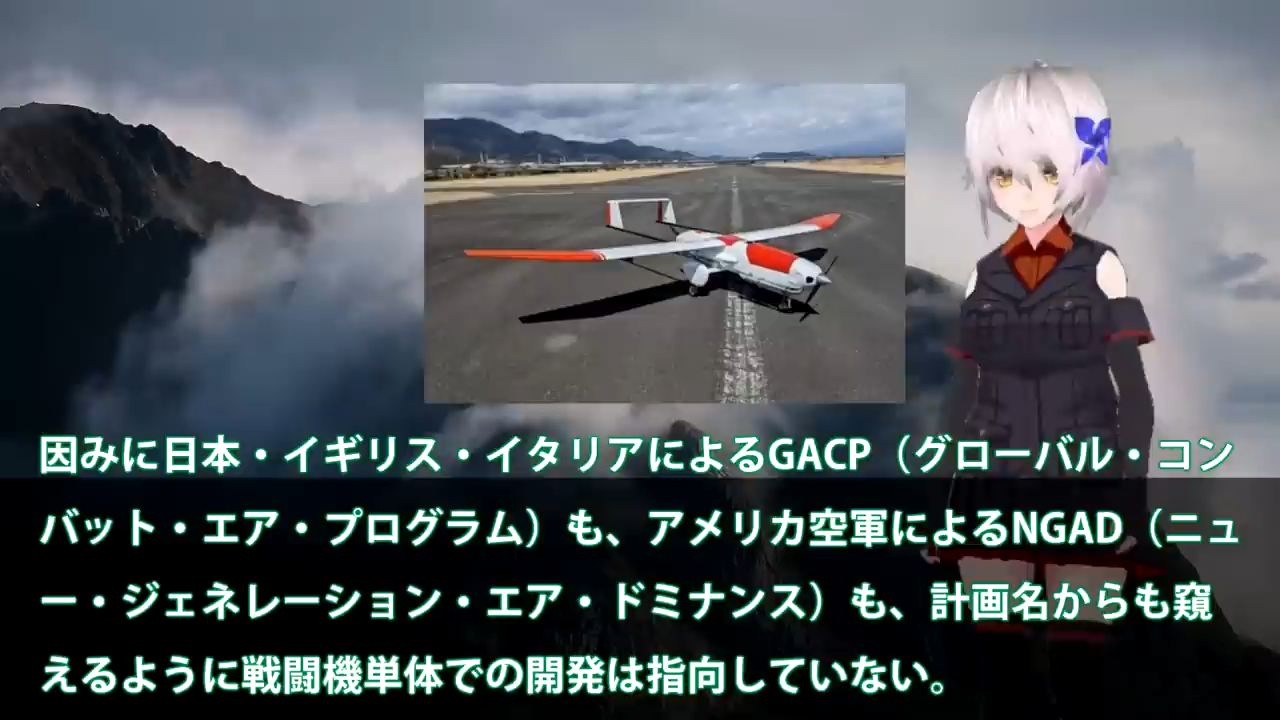 因みに日本・イギリス・イタリアによるGACP（グローバル・コン
バット・エア・プログラム）も、アメリカ空軍によるNGAD（ニュ
ー・ジェネレーション・エア・ドミナンス）も、計画名からも窺
えるように戦闘機単体での開発は指向していない。